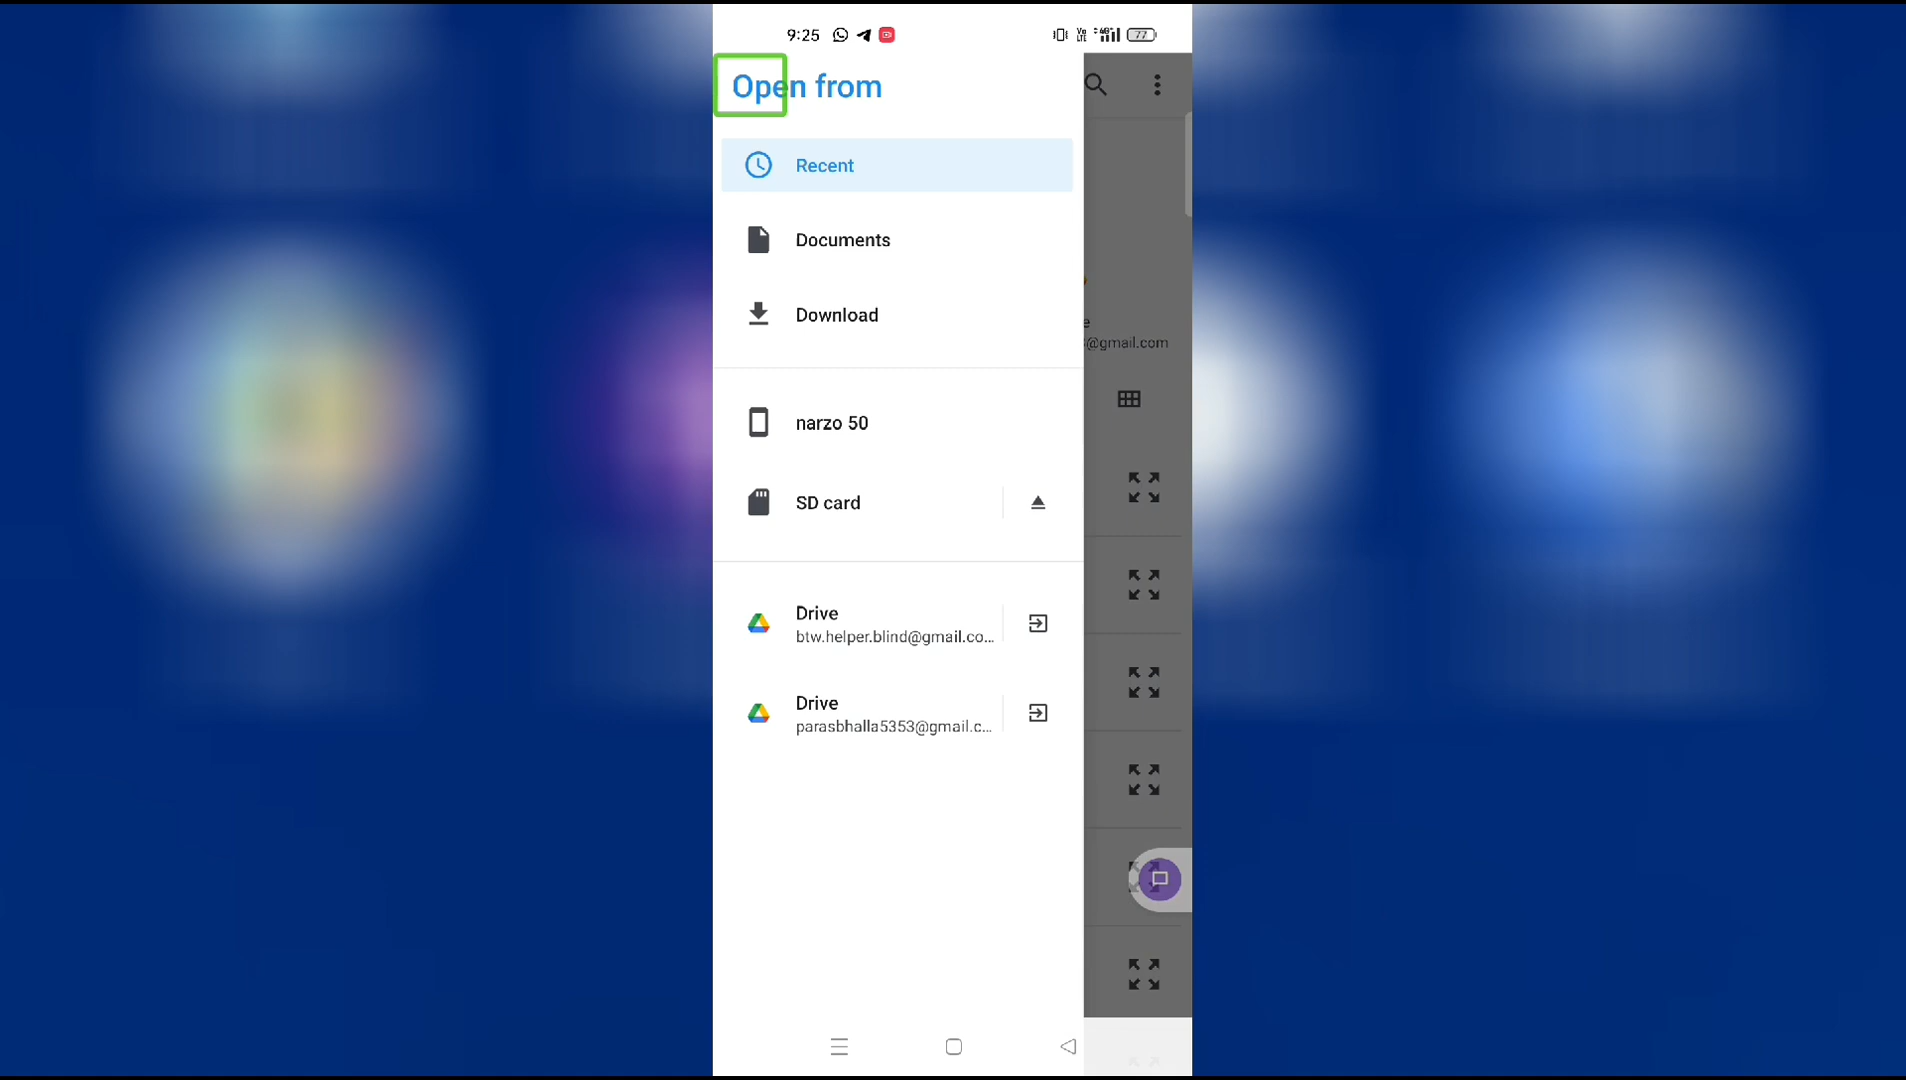 9:25
77
Open from
Recent
Documents
Download
e
@gmail.com
narzo 50
SD card
Drive
btw.helper.blind@gmail.co...
Drive
parasbhalla5353@gmail.c...